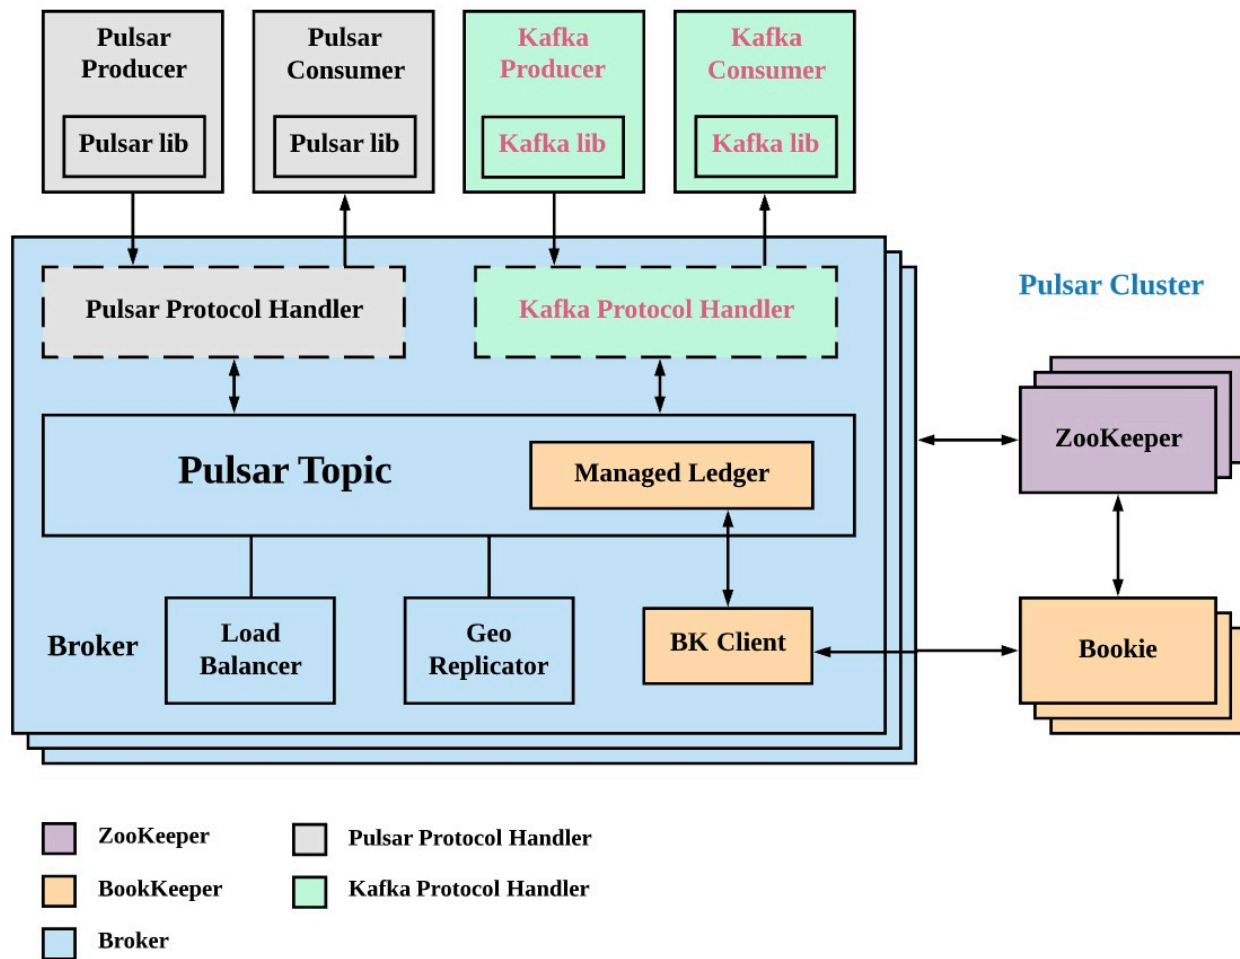 Pulsar
Producer
Pulsar lib
Pulsar
Consumer
Pulsar lib
Kafka
Producer
Kafka lib
Kafka
Consumer
Kafka lib
Pulsar Protocol Handler
Kafka Protocol Handler
Pulsar Cluster
Pulsar Topic
Managed Ledger
ZooKeeper
Broker
Load
Balancer
Geo
Replicator
BK Client
Bookie
ZooKeeper
Pulsar Protocol Handler
BookKeeper
Kafka Protocol Handler
Broker